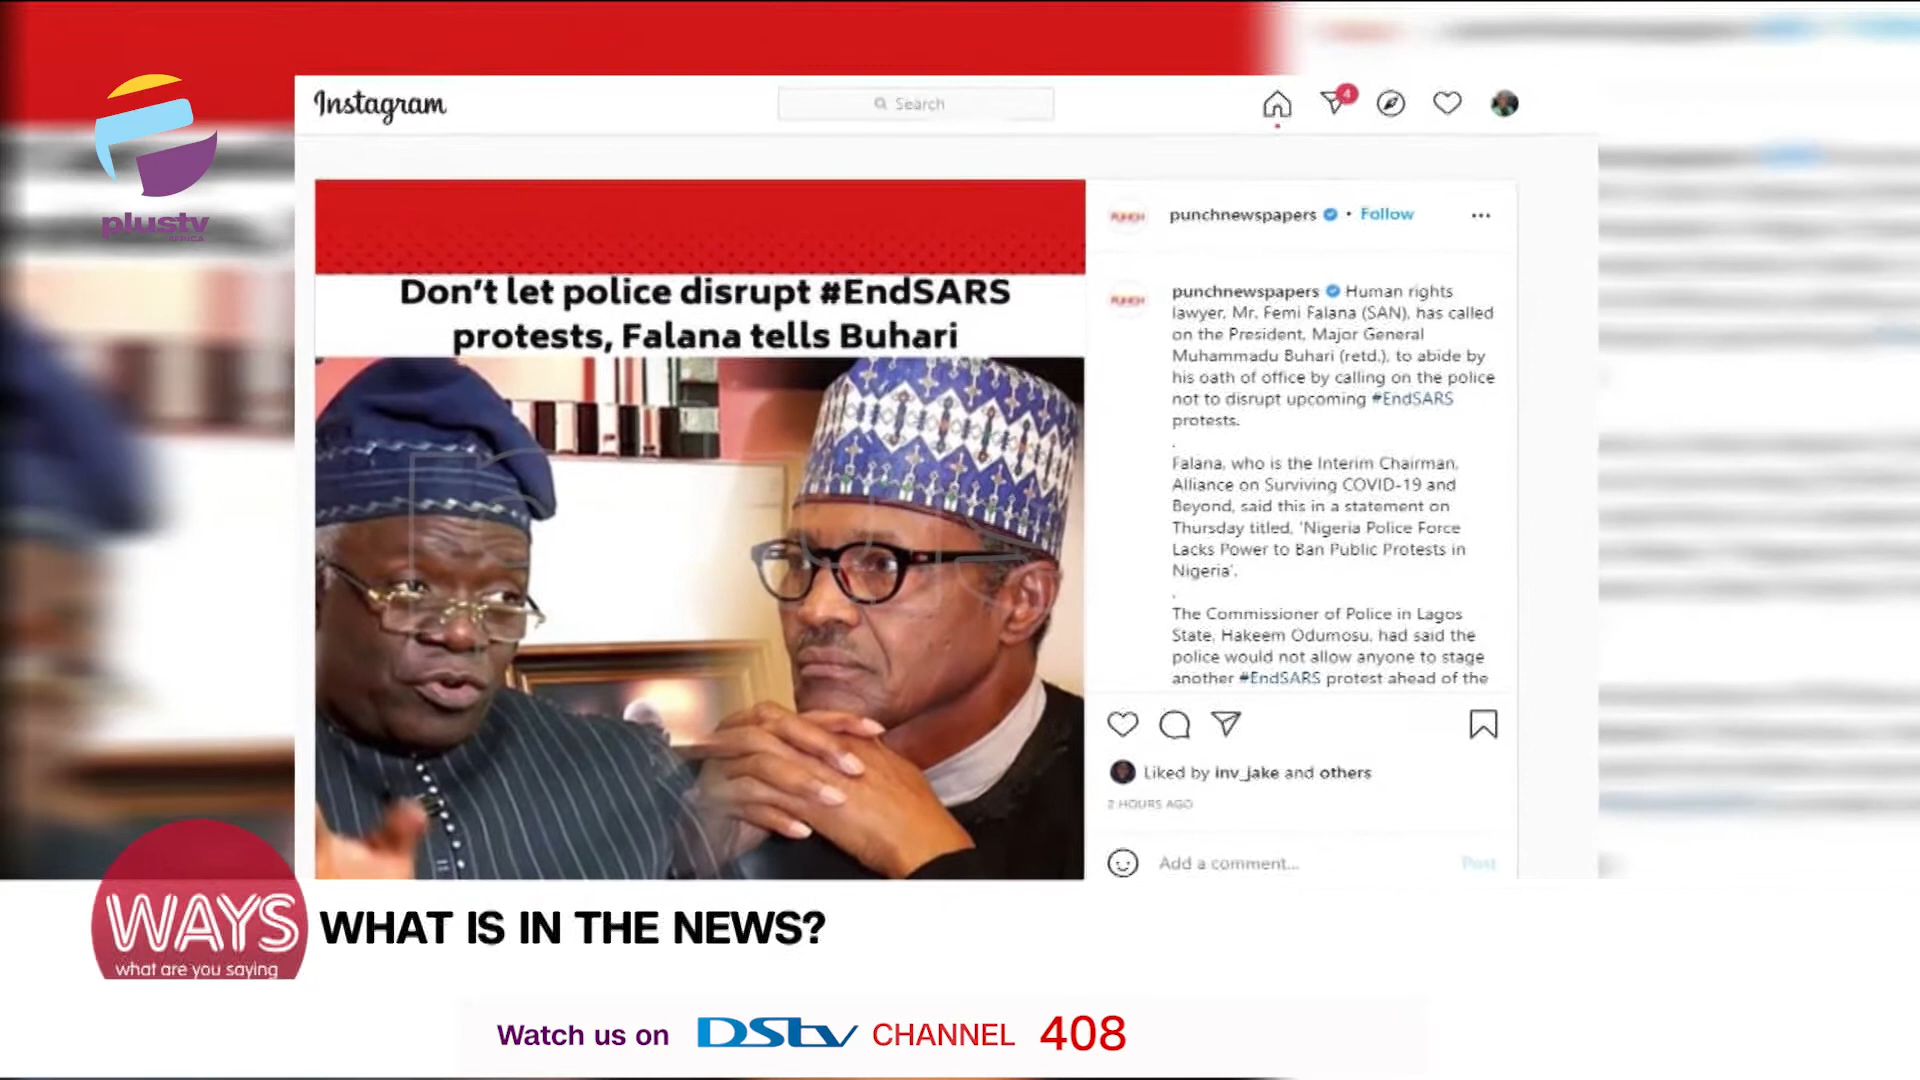 Instagram
Search
4
plustv
AFRICA
Don't let police disrupt #EndSARS
protests, Falana tells Buhari
PUNCH
punchnewspapers • Follow
PUNCH
punchnewspapers Human rights
lawyer, Mr. Femi Falana (SAN), has called
on the President, Major General
Muhammadu Buhari (retd.), to abide by
his oath of office by calling on the police
not to disrupt upcoming #EndSARS
protests.
.
Falana, who is the Interim Chairman,
Alliance on Surviving COVID-19 and
Beyond, said this in a statement on
Thursday titled, 'Nigeria Police Force
Lacks Power to Ban Public Protests in
Nigeria'.
.
The Commissioner of Police in Lagos
State, Hakeem Odumosu, had said the
police would not allow anyone to stage
another #EndSARS protest ahead of the
Liked by inv_jake and others
2 HOURS AGO
Add a comment...
Post
WAYS
what are you saying
WHAT IS IN THE NEWS?
Watch us on DStv CHANNEL 408